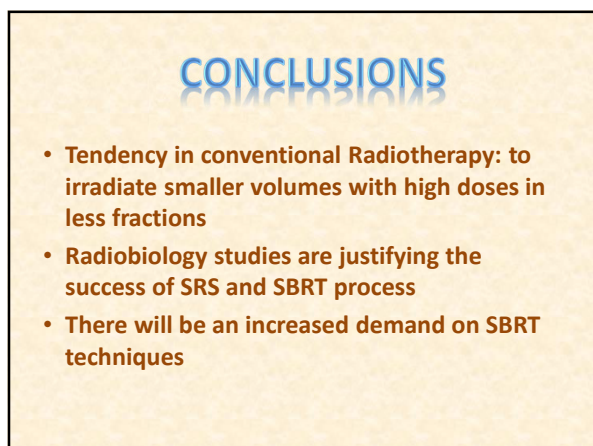 CONCLUSIONS
• Tendency in conventional Radiotherapy: to
irradiate smaller volumes with high doses in
less fractions
• Radiobiology studies are justifying the
success of SRS and SBRT process
• There will be an increased demand on SBRT
techniques